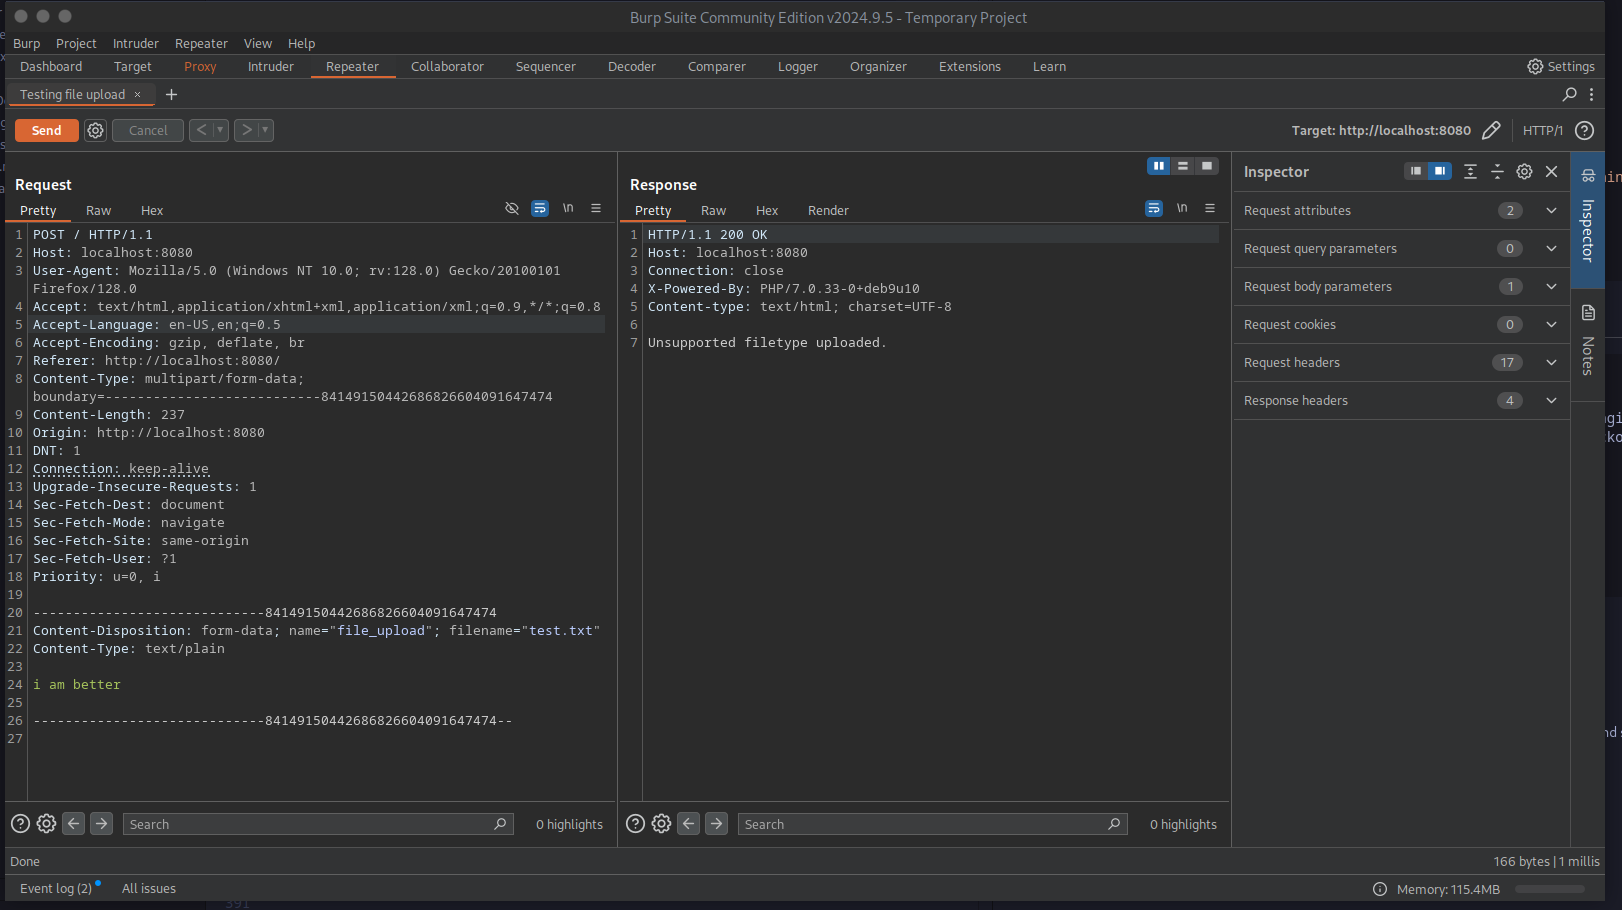 Burp Suite Community Edition v2024.9.5 - Temporary Project
Burp Project Intruder Repeater View Help
Dashboard Target Proxy Intruder Repeater Collaborator Sequencer Decoder Comparer Logger Organizer Extensions Learn Settings
Testing file upload × +
Send Cancel < > Target: http://localhost:8080 HTTP/1
Request
Pretty Raw Hex \n
1 POST / HTTP/1.1
2 Host: localhost:8080
3 User-Agent: Mozilla/5.0 (Windows NT 10.0; rv:128.0) Gecko/20100101
Firefox/128.0
4 Accept: text/html,application/xhtml+xml,application/xml;q=0.9,*/*;q=0.8
5 Accept-Language: en-US,en;q=0.5
6 Accept-Encoding: gzip, deflate, br
7 Referer: http://localhost:8080/
8 Content-Type: multipart/form-data;
boundary=---------------------------84149150442686826604091647474
9 Content-Length: 237
10 Origin: http://localhost:8080
11 DNT: 1
12 Connection: keep-alive
13 Upgrade-Insecure-Requests: 1
14 Sec-Fetch-Dest: document
15 Sec-Fetch-Mode: navigate
16 Sec-Fetch-Site: same-origin
17 Sec-Fetch-User: ?1
18 Priority: u=0, i
19
20 -----------------------------84149150442686826604091647474
21 Content-Disposition: form-data; name="file_upload"; filename="test.txt"
22 Content-Type: text/plain
23
24 i am better
25
26 -----------------------------84149150442686826604091647474--
27
Search 0 highlights
Response
Pretty Raw Hex Render \n
1 HTTP/1.1 200 OK
2 Host: localhost:8080
3 Connection: close
4 X-Powered-By: PHP/7.0.33-0+deb9u10
5 Content-type: text/html; charset=UTF-8
6
7 Unsupported filetype uploaded.
Search 0 highlights
Inspector
Request attributes 2
Request query parameters 0
Request body parameters 1
Request cookies 0
Request headers 17
Response headers 4
Inspector
Notes
Done 166 bytes | 1 millis
Event log (2) All issues Memory: 115.4MB
391